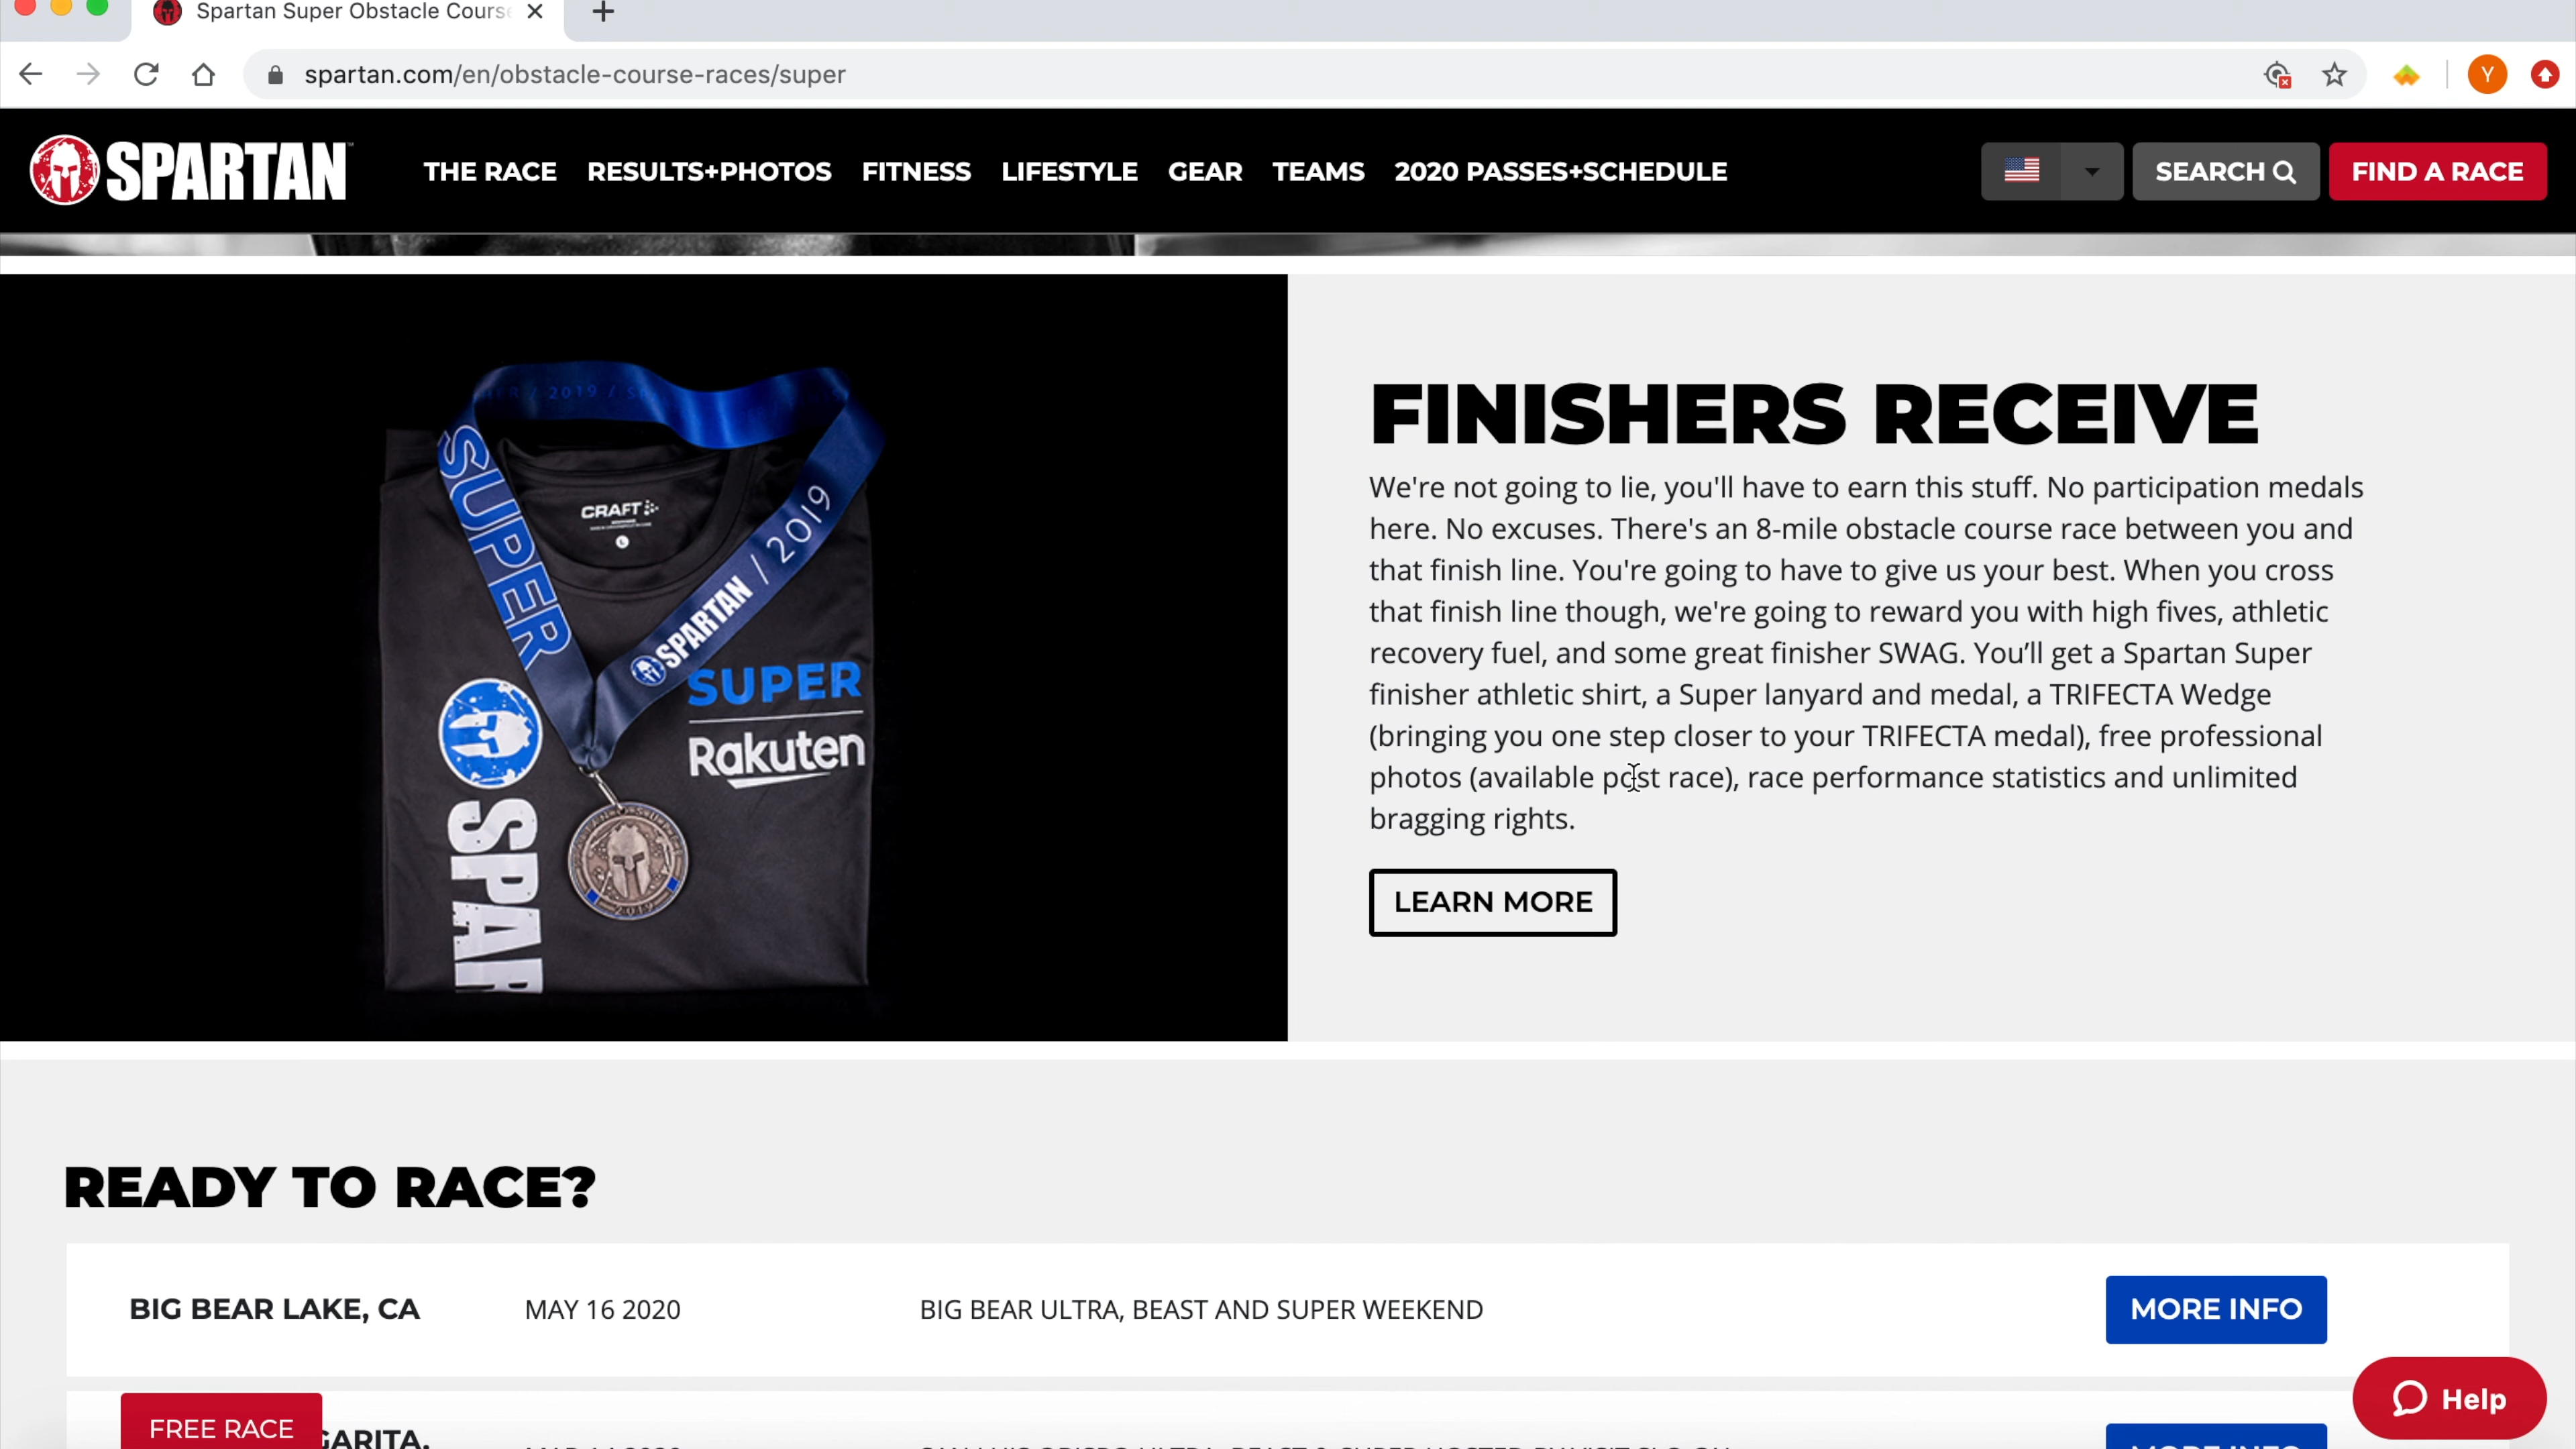 Spartan Super Obstacle Cours
spartan.com/en/obstacle-course-races/super
Y
SPARTAN
THE RACE RESULTS+PHOTOS FITNESS LIFESTYLE GEAR TEAMS 2020 PASSES+SCHEDULE
SEARCH
FIND A RACE
2019
SUPER
SPARTAN / 2019
CRAFT
L
SUPER
Rakuten
SPAR
2019
FINISHERS RECEIVE
We're not going to lie, you'll have to earn this stuff. No participation medals
here. No excuses. There's an 8-mile obstacle course race between you and
that finish line. You're going to have to give us your best. When you cross
that finish line though, we're going to reward you with high fives, athletic
recovery fuel, and some great finisher SWAG. You’ll get a Spartan Super
finisher athletic shirt, a Super lanyard and medal, a TRIFECTA Wedge
(bringing you one step closer to your TRIFECTA medal), free professional
photos (available post race), race performance statistics and unlimited
bragging rights.
LEARN MORE
READY TO RACE?
BIG BEAR LAKE, CA MAY 16 2020 BIG BEAR ULTRA, BEAST AND SUPER WEEKEND MORE INFO
FREE RACE
GARITA,
MORE INFO
Help